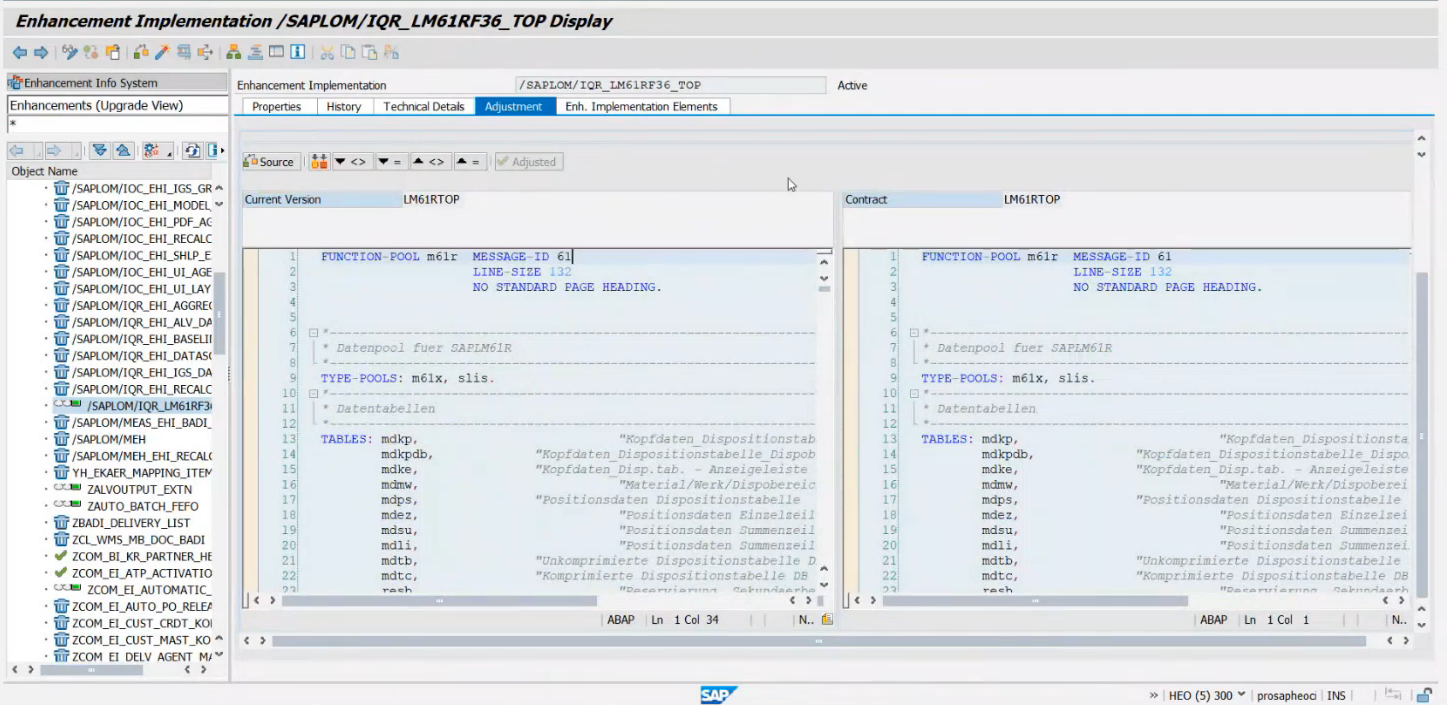 Enhancement Implementation /SAPLOM/IQR_LM61RF36_TOP Display
Enhancement Info System
Enhancements (Upgrade View)
*
Object Name
/SAPLOM/IOC_EHI_IGS_GR
/SAPLOM/IOC_EHI_MODEL_
/SAPLOM/IOC_EHI_PDF_AG
/SAPLOM/IOC_EHI_RECALC
/SAPLOM/IOC_EHI_SHLP_E
/SAPLOM/IOC_EHI_UI_AGE
/SAPLOM/IOC_EHI_UI_LAY
/SAPLOM/IQR_EHI_AGGREG
/SAPLOM/IQR_EHI_ALV_DA
/SAPLOM/IQR_EHI_BASELI
/SAPLOM/IQR_EHI_DATASO
/SAPLOM/IQR_EHI_IGS_DA
/SAPLOM/IQR_EHI_RECALC
/SAPLOM/IQR_LM61RF3
/SAPLOM/MEAS_EHI_BADI_
/SAPLOM/MEH
/SAPLOM/MEH_EHI_RECALC
YH_EKAER_MAPPING_ITEM
ZALVOUTPUT_EXTN
ZAUTO_BATCH_FEFO
ZBADI_DELIVERY_LIST
ZCL_WMS_MB_DOC_BADI
ZCOM_BI_KR_PARTNER_HE
ZCOM_EI_ATP_ACTIVATIO
ZCOM_EI_AUTOMATIC_
ZCOM_EI_AUTO_PO_RELEA
ZCOM_EI_CUST_CRDT_KO
ZCOM_EI_CUST_MAST_KO
ZCOM_EI_DELV_AGENT_MA
Enhancement Implementation /SAPLOM/IQR_LM61RF36_TOP Active
Properties History Technical Details Adjustment Enh. Implementation Elements
Source <> = <> = Adjusted
Current Version LM61RTOP
1 FUNCTION-POOL m61r MESSAGE-ID 61
2 LINE-SIZE 132
3 NO STANDARD PAGE HEADING.
4
5
6 *----------------------------------------------------------------
7 * Datenpool fuer SAPLM61R
8 *----------------------------------------------------------------
9 TYPE-POOLS: m61x, slis.
10 *----------------------------------------------------------------
11 * Datentabellen
12 *----------------------------------------------------------------
13 TABLES: mdkp, "Kopfdaten_Dispositionstab
14 mdkpdb, "Kopfdaten_Dispositionstabelle_Dispob
15 mdke, "Kopfdaten_Disp.tab. - Anzeigeleiste
16 mdmw, "Material/Werk/Dispobereic
17 mdps, "Positionsdaten Dispositionstabelle
18 mdez, "Positionsdaten Einzelzeil
19 mdsu, "Positionsdaten Summenzeil
20 mdli, "Positionsdaten Summenzeil
21 mdtb, "Unkomprimierte Dispositionstabelle D
22 mdtc, "Komprimierte Dispositionstabelle DB
23 resb "Reservierung Sekundaerbe
ABAP Ln 1 Col 34 N..
Contract LM61RTOP
1 FUNCTION-POOL m61r MESSAGE-ID 61
2 LINE-SIZE 132
3 NO STANDARD PAGE HEADING.
4
5
6 *----------------------------------------------------------------
7 * Datenpool fuer SAPLM61R
8 *----------------------------------------------------------------
9 TYPE-POOLS: m61x, slis.
10 *----------------------------------------------------------------
11 * Datentabellen
12 *----------------------------------------------------------------
13 TABLES: mdkp, "Kopfdaten_Dispositionsta
14 mdkpdb, "Kopfdaten_Dispositionstabelle_Dispo
15 mdke, "Kopfdaten_Disp.tab. - Anzeigeleiste
16 mdmw, "Material/Werk/Dispoberei
17 mdps, "Positionsdaten Dispositionstabelle
18 mdez, "Positionsdaten Einzelzei
19 mdsu, "Positionsdaten Summenzei
20 mdli, "Positionsdaten Summenzei
21 mdtb, "Unkomprimierte Dispositionstabelle
22 mdtc, "Komprimierte Dispositionstabelle DB
23 resb "Reservierung Sekundaerb
ABAP Ln 1 Col 1 N..
SAP
» HEO (5) 300 prosapheoci INS